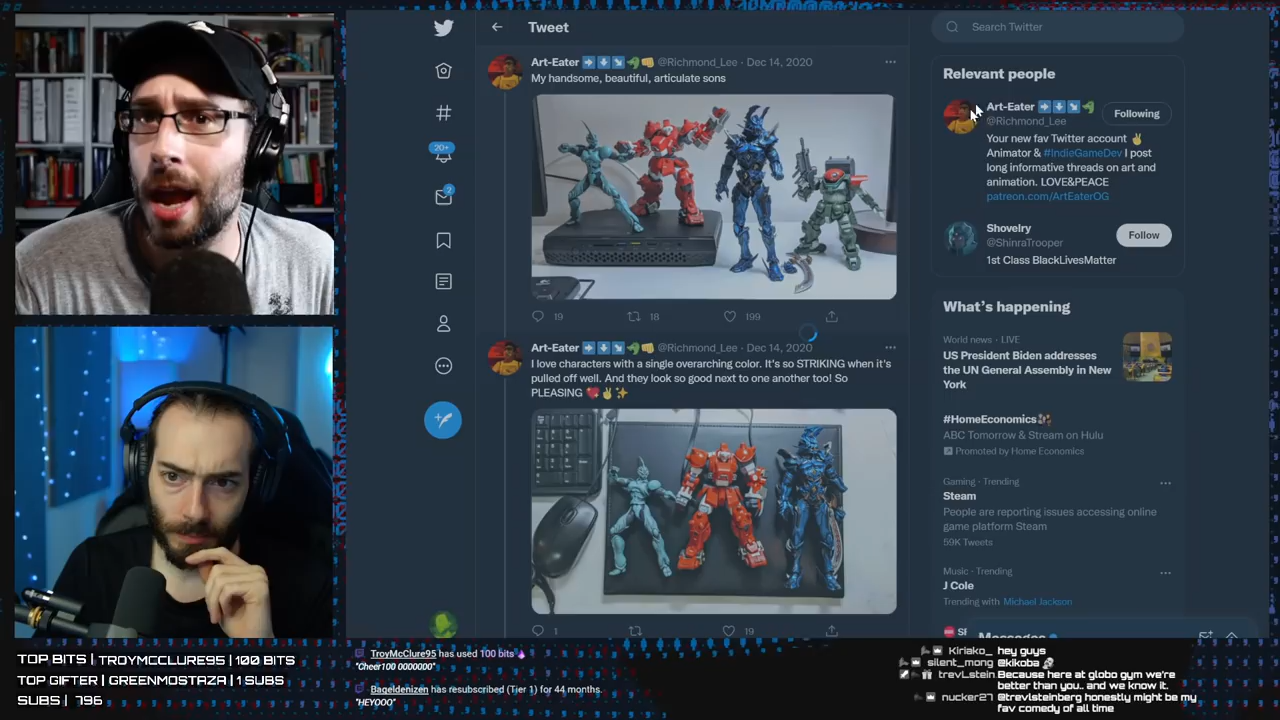 Tweet
Art-Eater ➡️⬇️↘️🐲👊 @Richmond_Lee · Dec 14, 2020
My handsome, beautiful, articulate sons
19 18 199
Art-Eater ➡️⬇️↘️🐲👊 @Richmond_Lee · Dec 14, 2020
I love characters with a single overarching color. It's so STRIKING when it's
pulled off well. And they look so good next to one another too! So
PLEASING 💖✌️✨
1 19
20+
2
Search Twitter
Relevant people
Art-Eater ➡️⬇️↘️🐲
@Richmond_Lee
Following
Your new fav Twitter account ✌️
Animator & #IndieGameDev I post
long informative threads on art and
animation. LOVE&PEACE
patreon.com/ArtEaterOG
Shovelry
@ShinraTrooper
Follow
1st Class BlackLivesMatter
What's happening
World news · LIVE
US President Biden addresses
the UN General Assembly in New
York
#HomeEconomics
ABC Tomorrow & Stream on Hulu
Promoted by Home Economics
Gaming · Trending
Steam
People are reporting issues accessing online
game platform Steam
59K Tweets
Music · Trending
J Cole
Trending with Michael Jackson
Messages
TOP BITS | TROYMCCLURE95 | 100 BITS
TOP GIFTER | GREENMOSTAZA | 1 SUBS
SUBS | 796
TroyMcClure95 has used 100 bits
"Cheer100 0000000"
Bageldenizen has resubscribed (Tier 1) for 44 months.
"HEYOOO"
Kiriako_ hey guys
silent_mong @kikoba
trevLstein Because here at globo gym we're
better than you. and we know it.
nucker27 @trevlsteinberg honestly might be my
fav comedy of all time